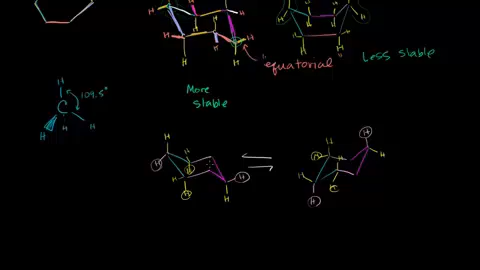 H H H H
H H H
H H H H
"equatorial"
Less stable
More
stable
H
109.5°
C
H H H
H H H H H H
H H H H H H